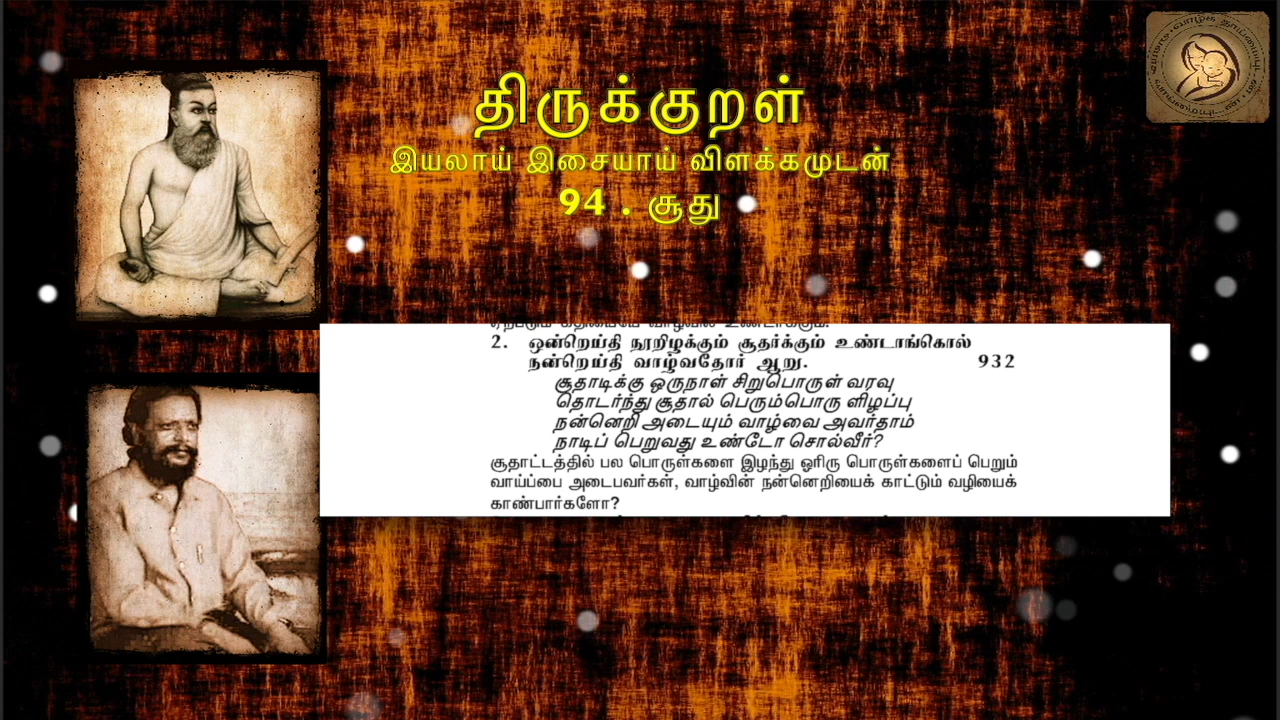 திருக்குறள்
இயலாய் இசையாய் விளக்கமுடன்
94 . சூது
2. ஒன்றெய்தி நூறிழக்கும் சூதர்க்கும் உண்டாங்கொல்
நன்றெய்தி வாழ்வதோர் ஆறு. 932
சூதாடிக்கு ஒருநாள் சிறுபொருள் வரவு
தொடர்ந்து சூதால் பெரும்பொரு ளிழப்பு
நன்னெறி அடையும் வாழ்வை அவர்தாம்
நாடிப் பெறுவது உண்டோ சொல்வீர்?
சூதாட்டத்தில் பல பொருள்களை இழந்து ஓரிரு பொருள்களைப் பெறும்
வாய்ப்பை அடைபவர்கள், வாழ்வின் நன்னெறியைக் காட்டும் வழியைக்
காண்பார்களோ?